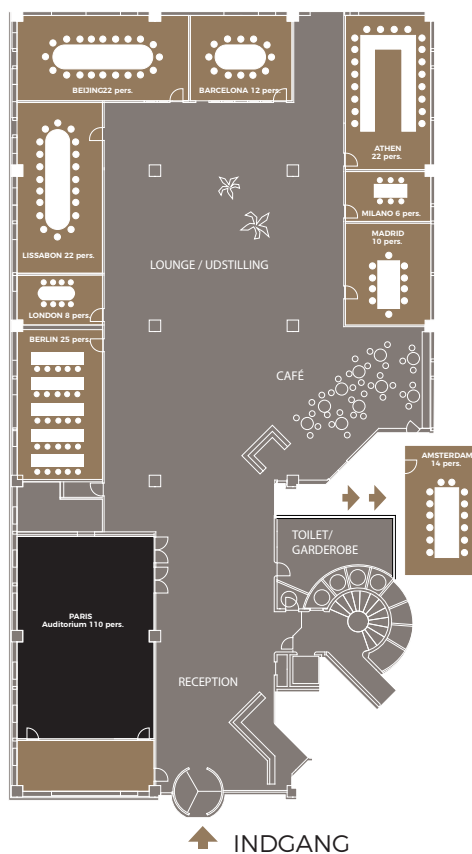 BEIJING22 pers.
BARCELONA 12 pers.
ATHEN
22 pers.
MILANO 6 pers.
MADRID
10 pers.
LISSABON 22 pers.
LOUNGE / UDSTILLING
LONDON 8 pers.
BERLIN 25 pers.
CAFÉ
AMSTERDAM
14 pers.
TOILET/
GARDEROBE
PARIS
Auditorium 110 pers.
RECEPTION
INDGANG